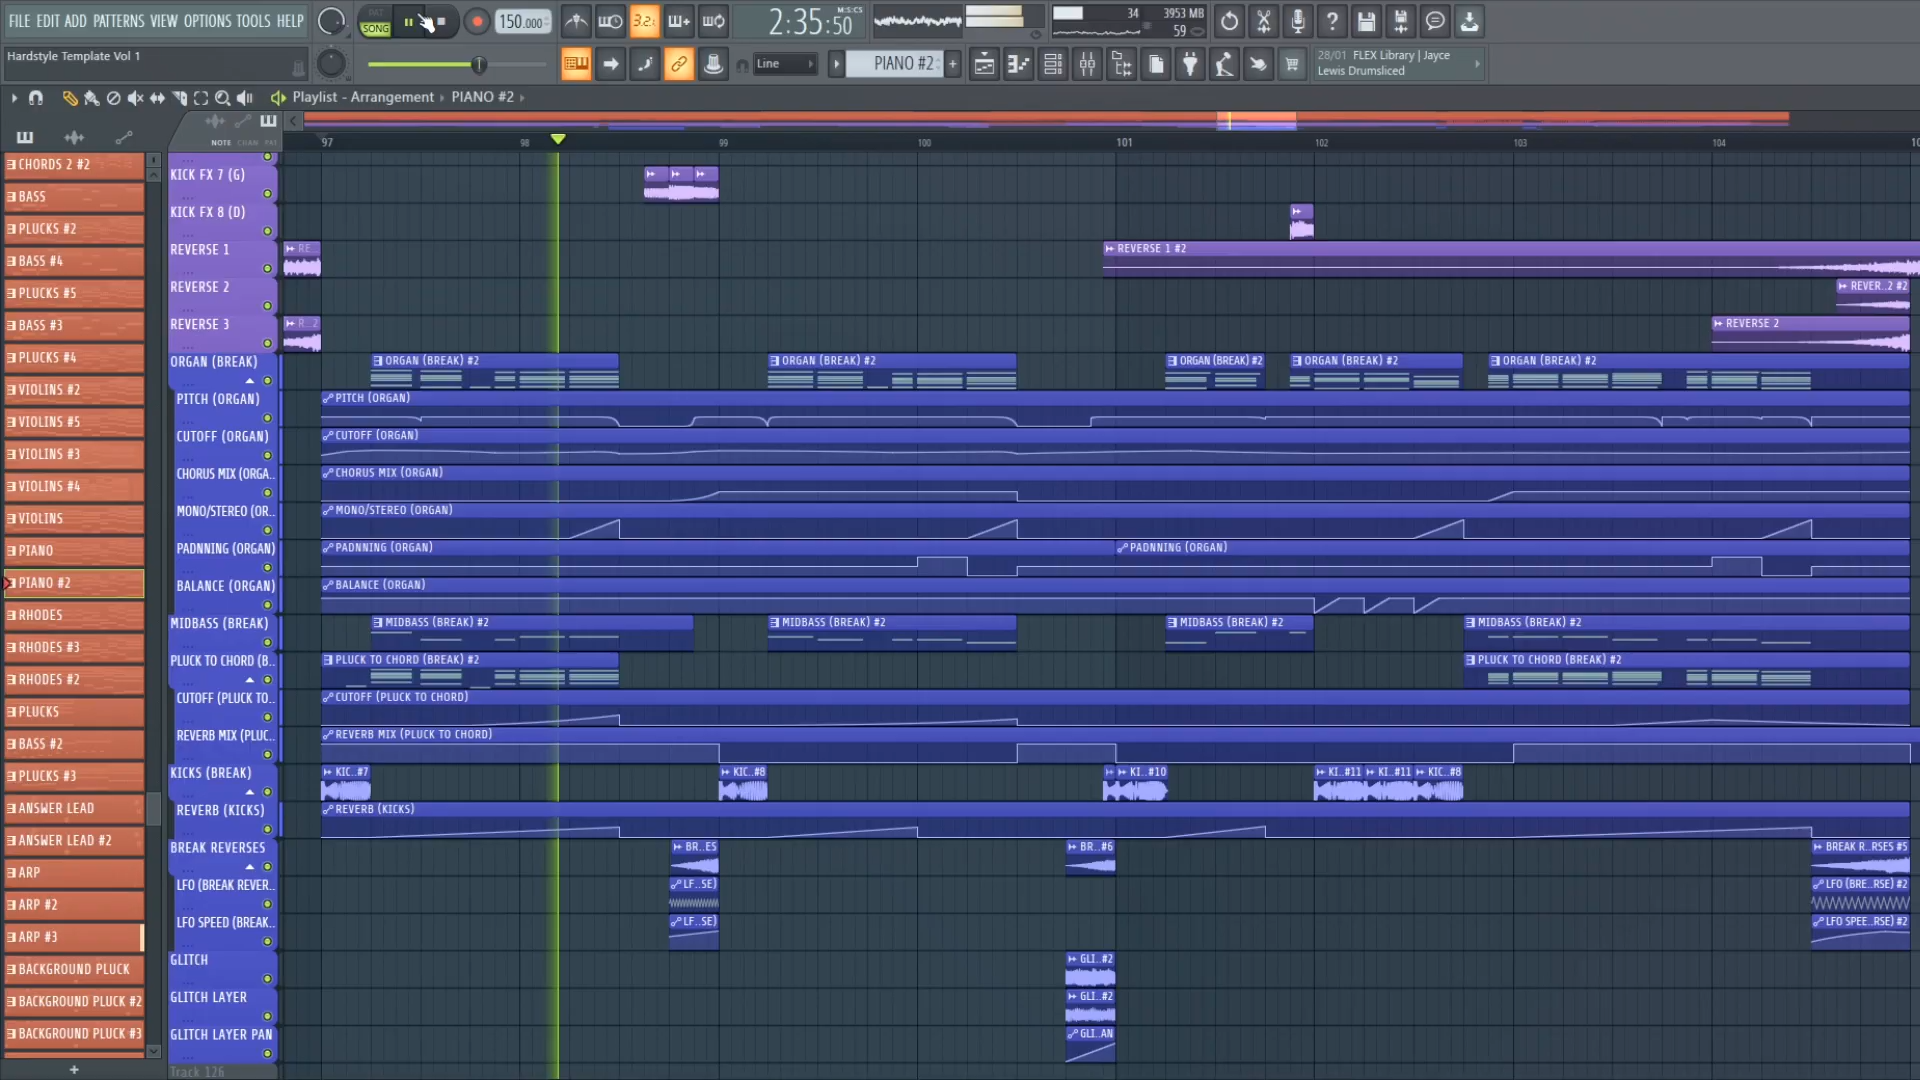 FILE EDIT ADD PATTERNS VIEW OPTIONS TOOLS HELP
PAT
SONG
150.000
3.2.
2:35:50
M:S:CS
34
3953 MB
59
Hardstyle Template Vol 1
Line
PIANO #2
28/01 FLEX Library | Jayce
Lewis Drumsliced
Playlist - Arrangement › PIANO #2 ›
NOTE CHAN PAT
97
98
99
100
101
102
103
104
CHORDS 2 #2
BASS
PLUCKS #2
BASS #4
PLUCKS #5
BASS #3
PLUCKS #4
VIOLINS #2
VIOLINS #5
VIOLINS #3
VIOLINS #4
VIOLINS
PIANO
PIANO #2
RHODES
RHODES #3
RHODES #2
PLUCKS
BASS #2
PLUCKS #3
ANSWER LEAD
ANSWER LEAD #2
ARP
ARP #2
ARP #3
BACKGROUND PLUCK
BACKGROUND PLUCK #2
BACKGROUND PLUCK #3
KICK FX 7 (G)
KICK FX 8 (D)
REVERSE 1
RE
REVERSE 1 #2
REVERSE 2
REVER..2 #2
REVERSE 3
R...2
REVERSE 2
ORGAN (BREAK)
ORGAN (BREAK) #2
ORGAN (BREAK) #2
ORGAN (BREAK) #2
ORGAN (BREAK) #2
ORGAN (BREAK) #2
PITCH (ORGAN)
PITCH (ORGAN)
CUTOFF (ORGAN)
CUTOFF (ORGAN)
CHORUS MIX (ORGA..
CHORUS MIX (ORGAN)
MONO/STEREO (OR..
MONO/STEREO (ORGAN)
PADNNING (ORGAN)
PADNNING (ORGAN)
PADNNING (ORGAN)
BALANCE (ORGAN)
BALANCE (ORGAN)
MIDBASS (BREAK)
MIDBASS (BREAK) #2
MIDBASS (BREAK) #2
MIDBASS (BREAK) #2
MIDBASS (BREAK) #2
PLUCK TO CHORD (B..
PLUCK TO CHORD (BREAK) #2
PLUCK TO CHORD (BREAK) #2
CUTOFF (PLUCK TO..
CUTOFF (PLUCK TO CHORD)
REVERB MIX (PLUC..
REVERB MIX (PLUCK TO CHORD)
KICKS (BREAK)
KIC..#7
KIC..#8
KI..#10
KI..#11
KI..#11
KIC..#8
REVERB (KICKS)
REVERB (KICKS)
BREAK REVERSES
BR..ES
BR..#6
BREAK R..RSES #5
LFO (BREAK REVER..
LF..SE)
LFO (BRE..RSE) #2
LFO SPEED (BREAK..
LF..SE)
LFO SPEE..RSE) #2
GLITCH
GLI..#2
GLITCH LAYER
GLI..#2
GLITCH LAYER PAN
GLI..AN
Track 126